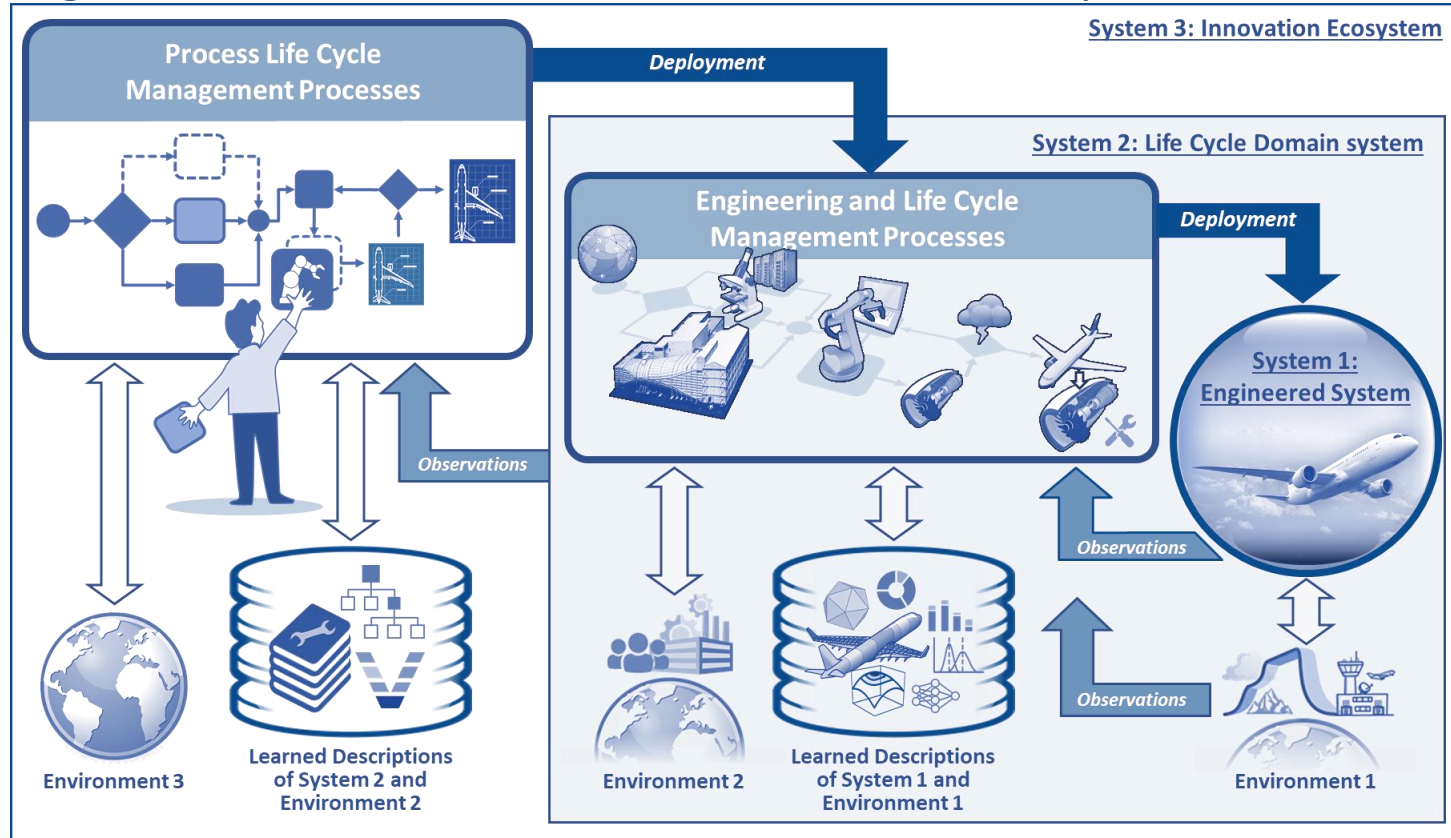 System 3: Innovation Ecosystem
Process Life Cycle
Management Processes
Deployment
System 2: Life Cycle Domain system
Engineering and Life Cycle
Management Processes
Deployment
System 1:
Engineered System
Observations
Observations
Observations
Environment 3
Learned Descriptions
of System 2 and
Environment 2
Environment 2
Learned Descriptions
of System 1 and
Environment 1
Environment 1